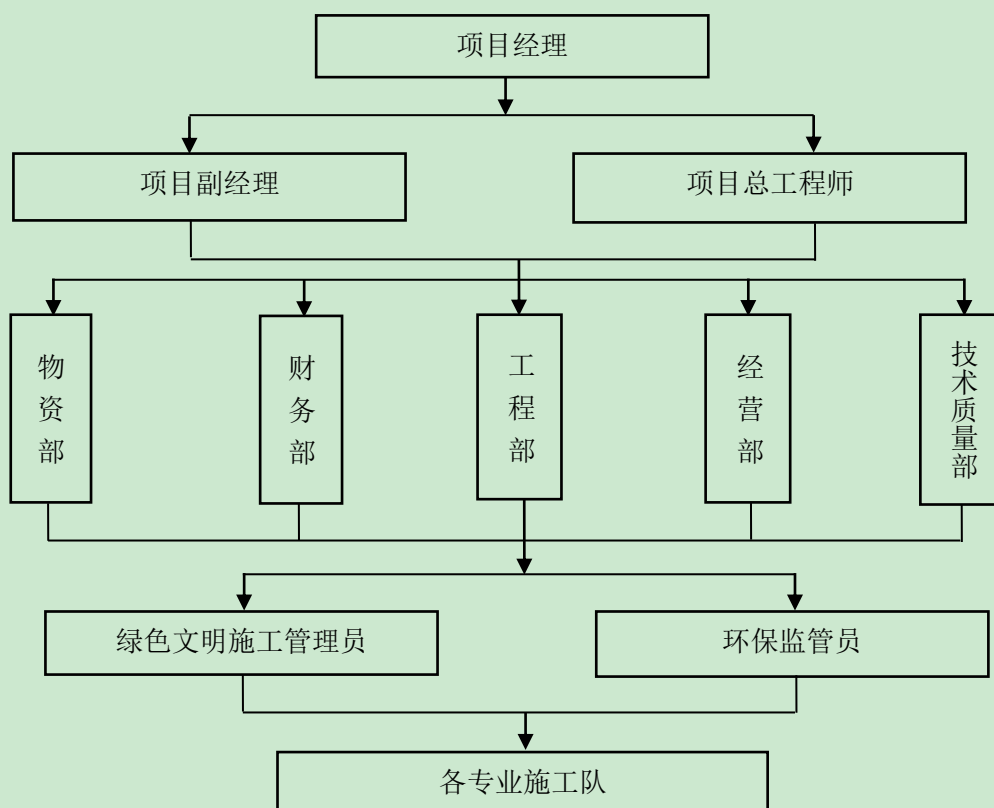 项目经理
项目副经理
项目总工程师
物资部
财务部
工程部
经营部
技术质量部
绿色文明施工管理员
环保监管员
各专业施工队